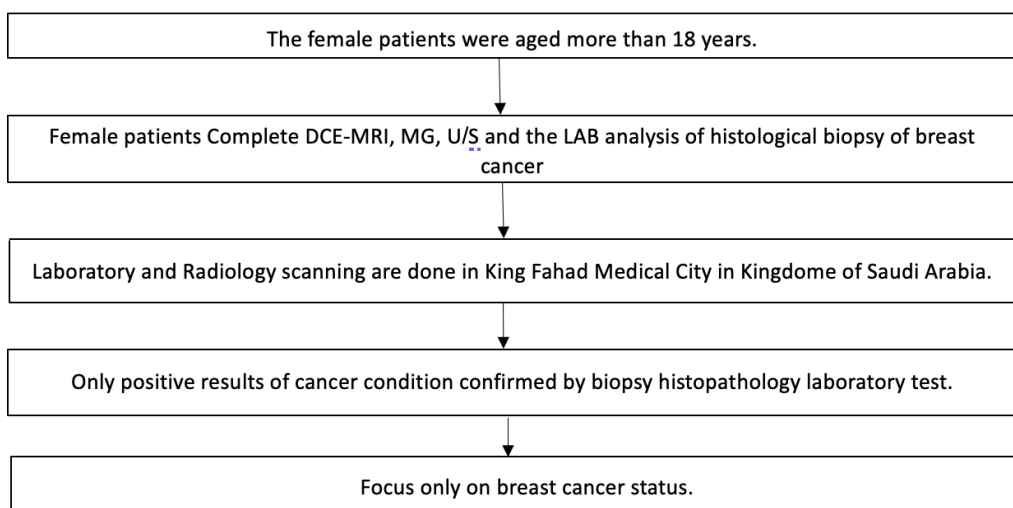 The female patients were aged more than 18 years.
Female patients Complete DCE-MRI, MG, U/S and the LAB analysis of histological biopsy of breast
cancer
Laboratory and Radiology scanning are done in King Fahad Medical City in Kingdome of Saudi Arabia.
Only positive results of cancer condition confirmed by biopsy histopathology laboratory test.
Focus only on breast cancer status.